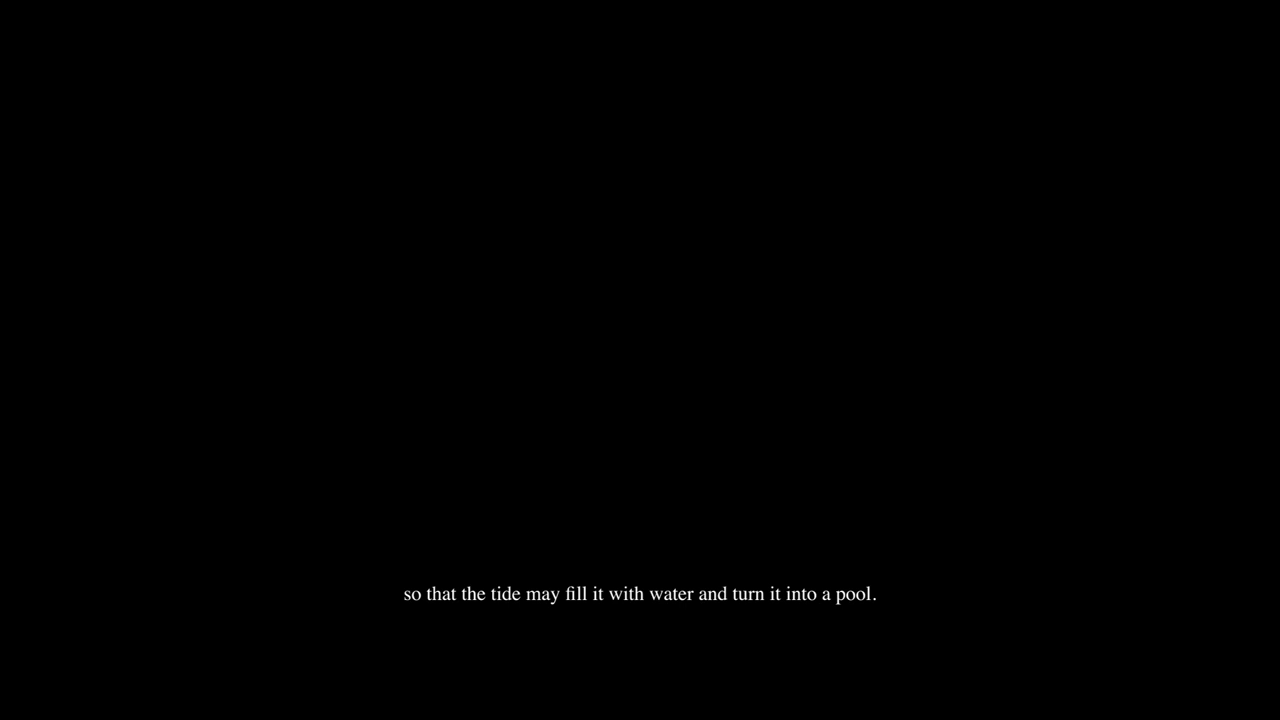 so that the tide may fill it with water and turn it into a pool.